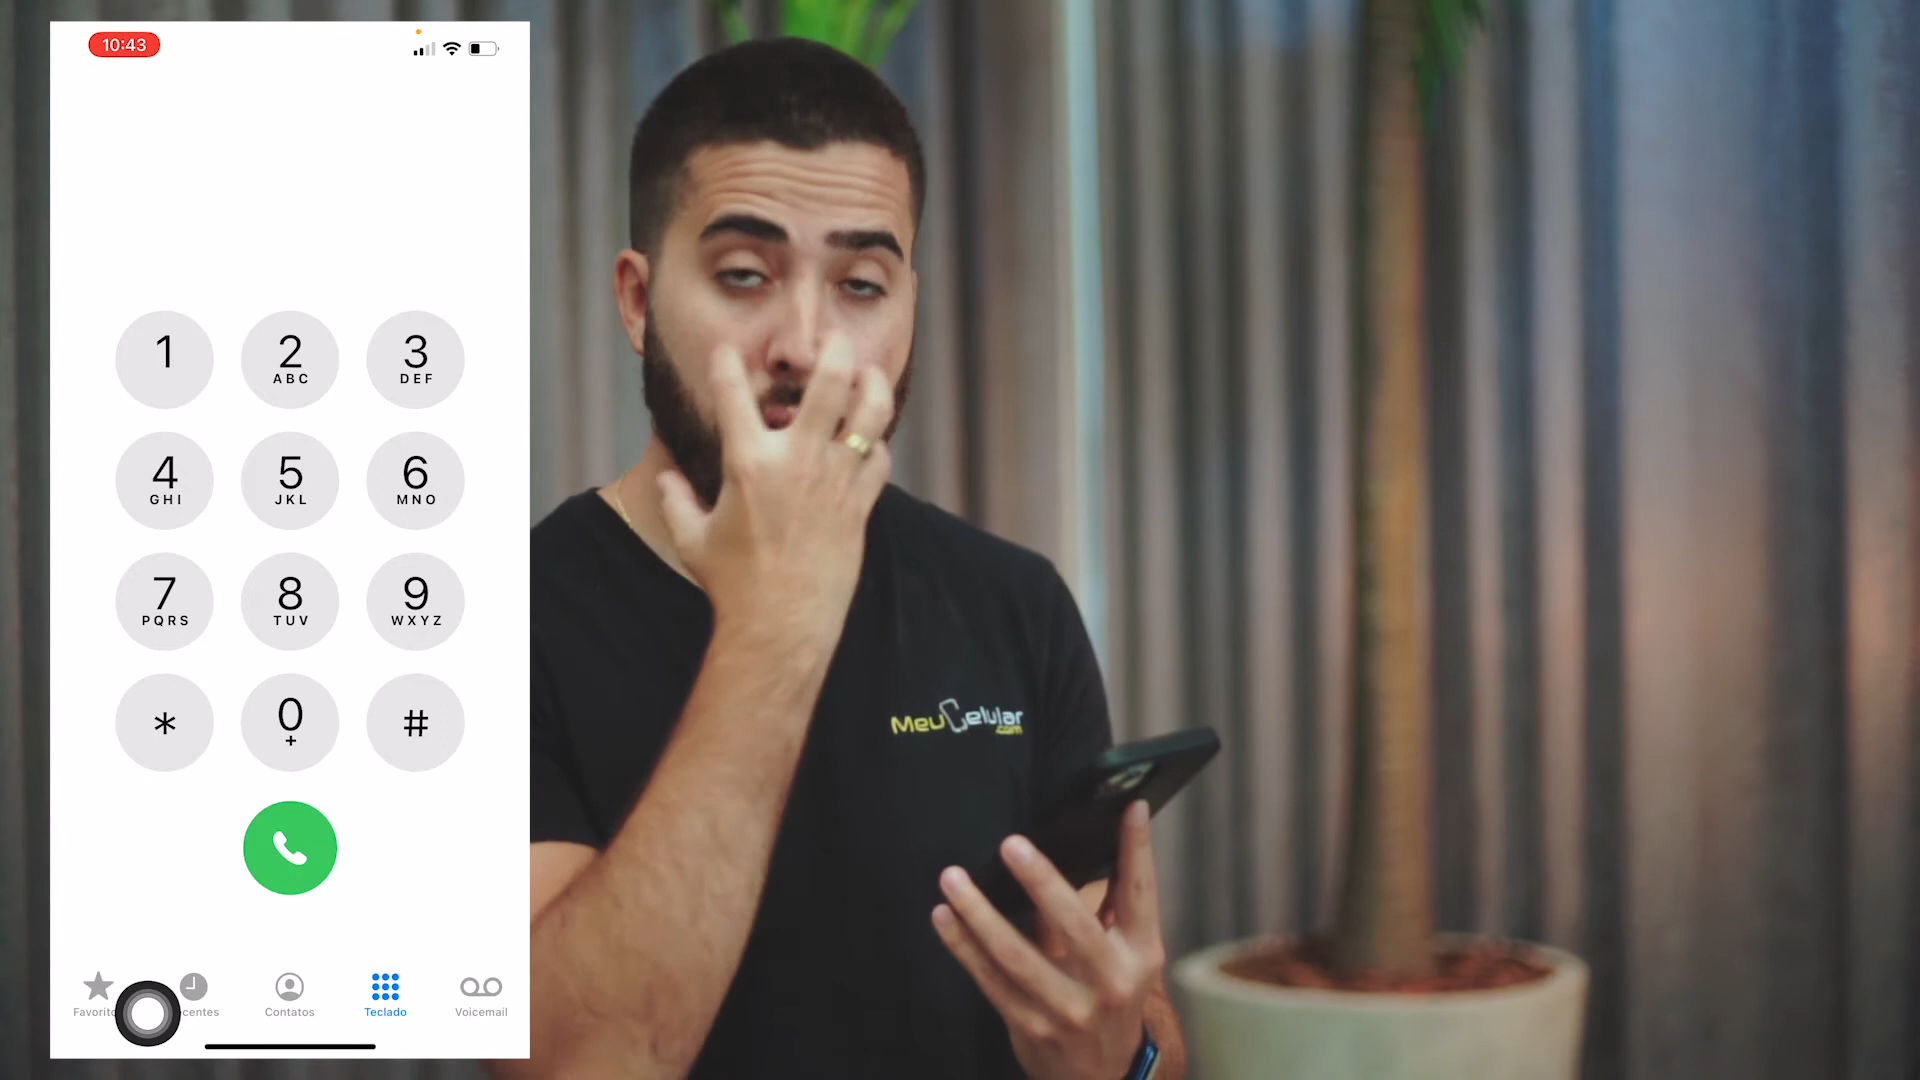 10:43
1
2
ABC
3
DEF
4
GHI
5
JKL
6
MNO
7
PQRS
8
TUV
9
WXYZ
*
0
+
#
Contatos
Teclado
Voicemail
MeuCelular
.com